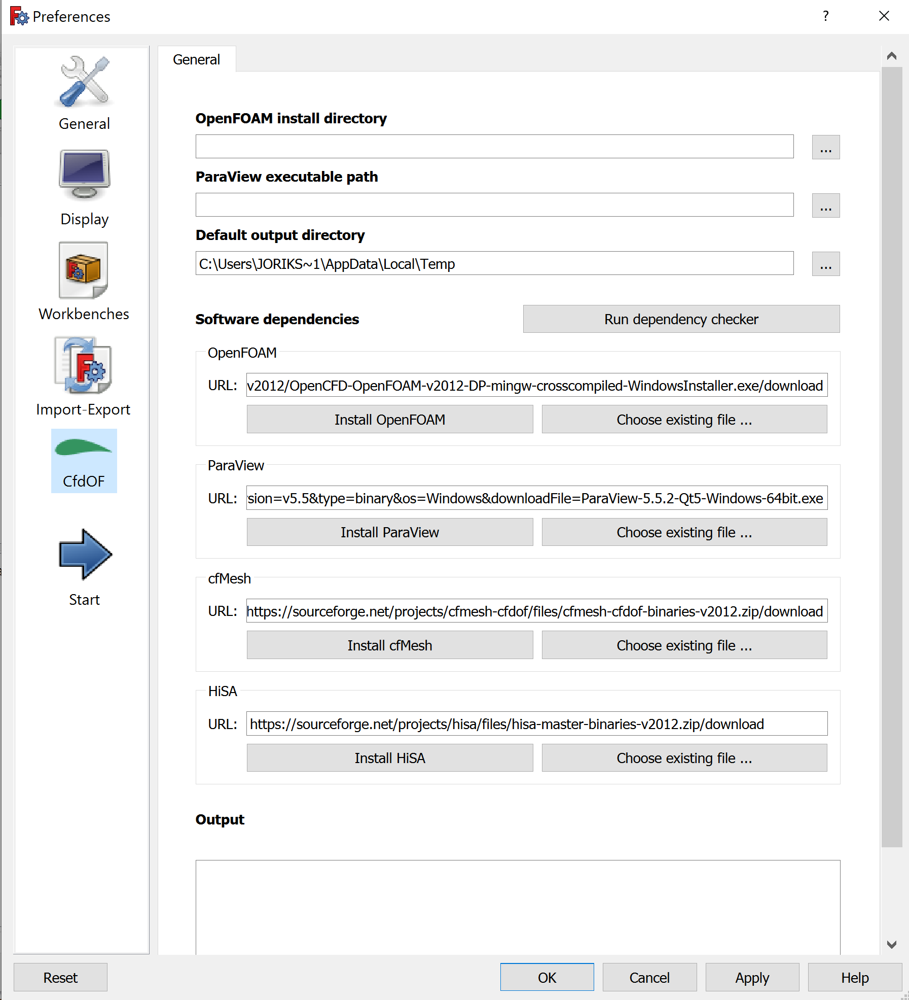 Preferences
?
General
Display
Workbenches
Import-Export
CfdOF
Start
General
OpenFOAM install directory
...
ParaView executable path
...
Default output directory
C:\Users\JORIKS~1\AppData\Local\Temp
...
Software dependencies
Run dependency checker
OpenFOAM
URL: v2012/OpenCFD-OpenFOAM-v2012-DP-mingw-crosscompiled-WindowsInstaller.exe/download
Install OpenFOAM Choose existing file ...
ParaView
URL: sion=v5.5&type=binary&os=Windows&downloadFile=ParaView-5.5.2-Qt5-Windows-64bit.exe
Install ParaView Choose existing file ...
cfMesh
URL: https://sourceforge.net/projects/cfmesh-cfdof/files/cfmesh-cfdof-binaries-v2012.zip/download
Install cfMesh Choose existing file ...
HiSA
URL: https://sourceforge.net/projects/hisa/files/hisa-master-binaries-v2012.zip/download
Install HiSA Choose existing file ...
Output
Reset OK Cancel Apply Help